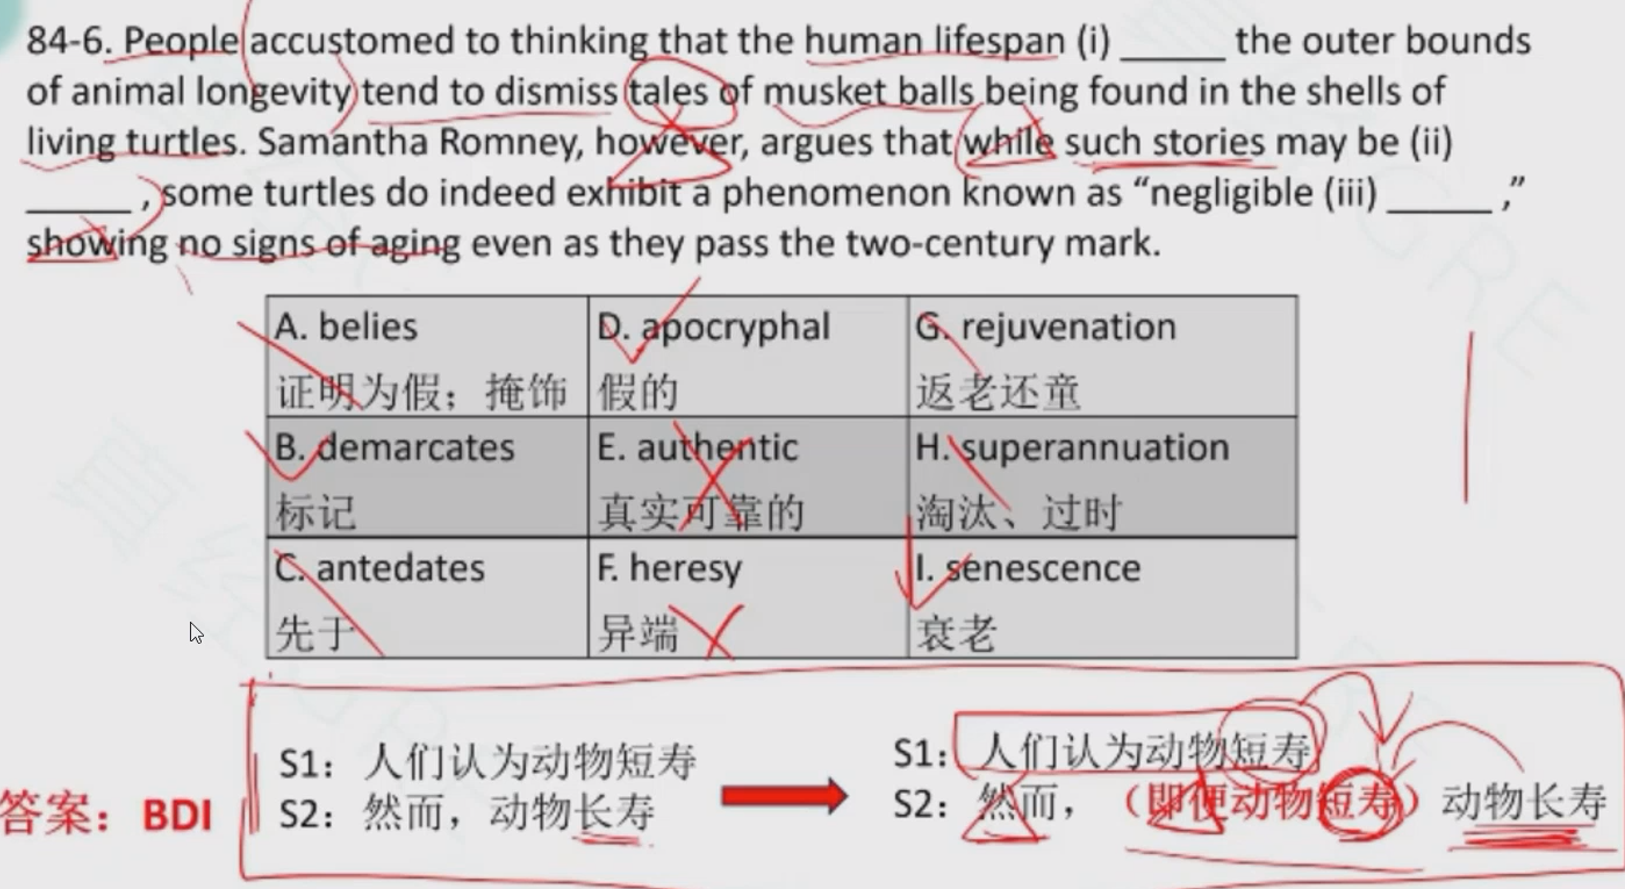 84-6. People accustomed to thinking that the human lifespan (i) _____ the outer bounds
of animal longevity tend to dismiss tales of musket balls being found in the shells of
living turtles. Samantha Romney, however, argues that while such stories may be (ii)
_____ , some turtles do indeed exhibit a phenomenon known as “negligible (iii) _____ ,”
showing no signs of aging even as they pass the two-century mark.
A. belies
证明为假；掩饰
D. apocryphal
假的
G. rejuvenation
返老还童
B. demarcates
标记
E. authentic
真实可靠的
H. superannuation
淘汰、过时
C. antedates
先于
F. heresy
异端
I. senescence
衰老
答案：BDI
S1：人们认为动物短寿
S2：然而，动物长寿
S1：人们认为动物短寿
S2：然而，（即便动物短寿）动物长寿